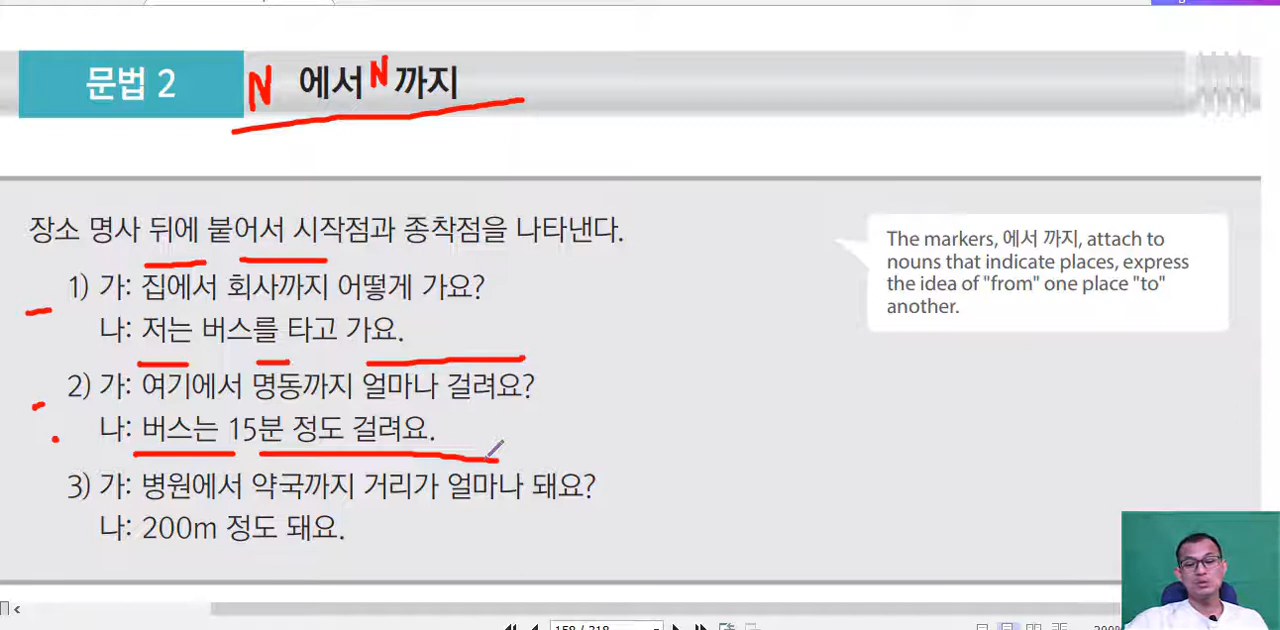 문법 2 N 에서 N 까지
장소 명사 뒤에 붙어서 시작점과 종착점을 나타낸다.
1) 가: 집에서 회사까지 어떻게 가요?
나: 저는 버스를 타고 가요.
2) 가: 여기에서 명동까지 얼마나 걸려요?
나: 버스는 15분 정도 걸려요.
3) 가: 병원에서 약국까지 거리가 얼마나 돼요?
나: 200m 정도 돼요.
The markers, 에서 까지, attach to
nouns that indicate places, express
the idea of "from" one place "to"
another.